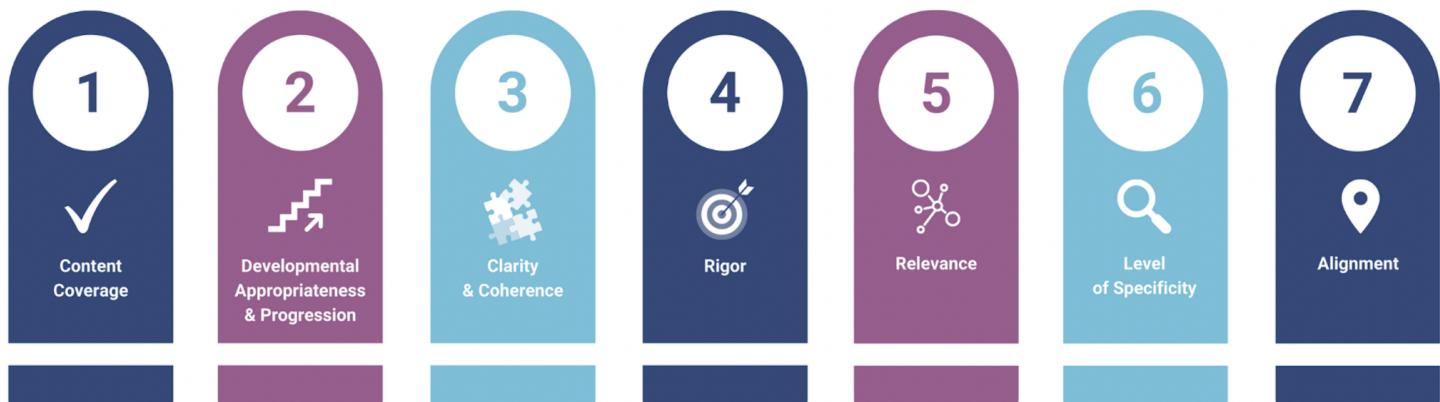 1
Content
Coverage
2
Developmental
Appropriateness
& Progression
3
Clarity
& Coherence
4
Rigor
5
Relevance
6
Level
of Specificity
7
Alignment